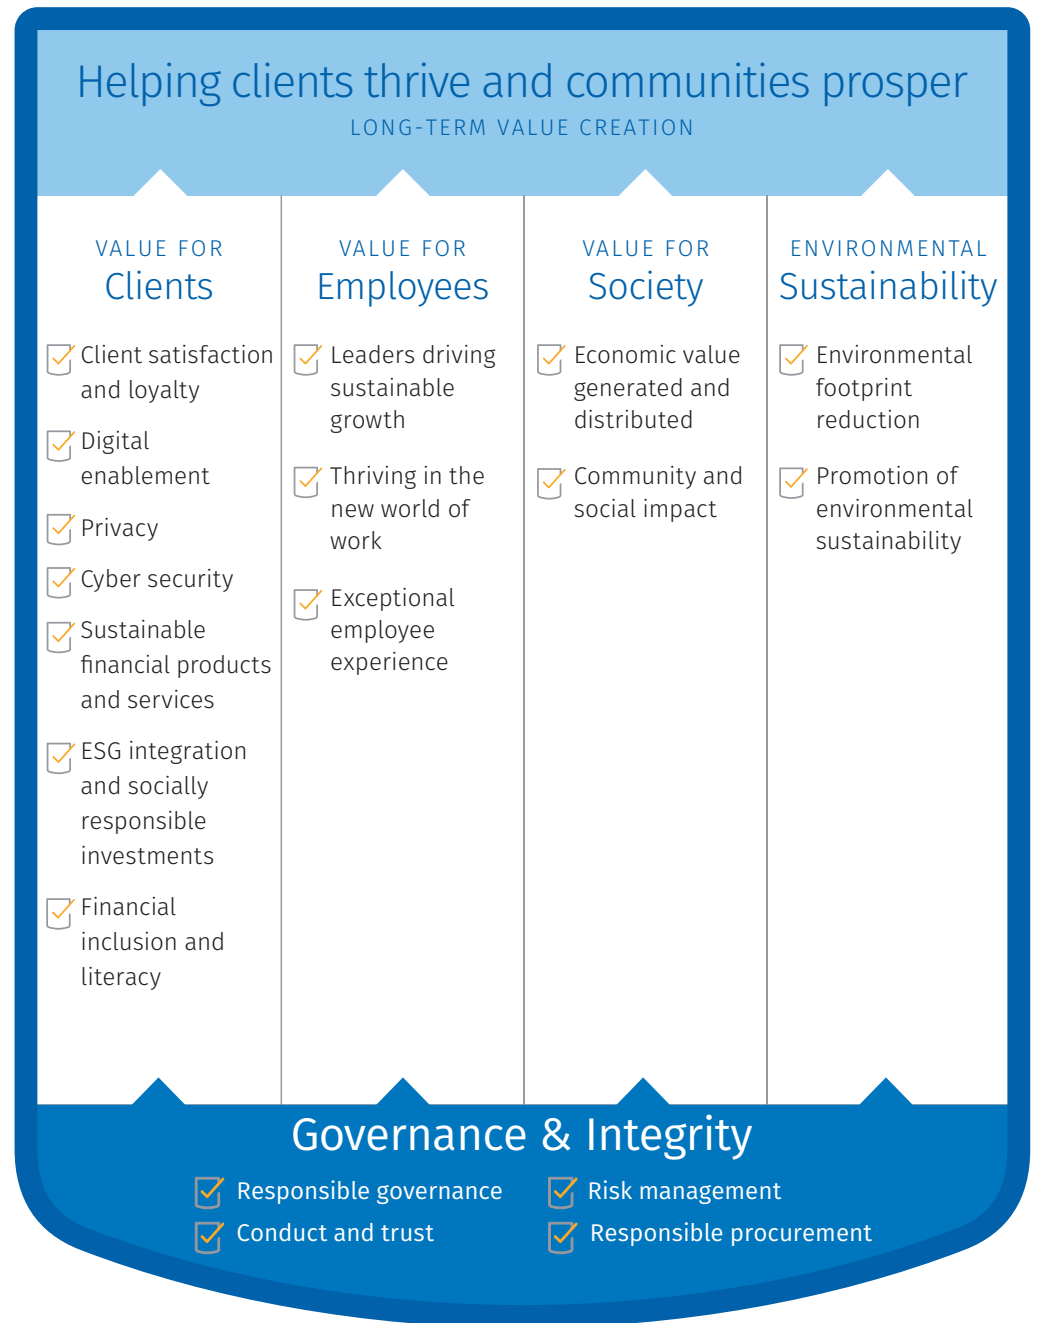 Helping clients thrive and communities prosper
LONG-TERM VALUE CREATION
VALUE FOR
Clients
Client satisfaction
and loyalty
Digital
enablement
Privacy
Cyber security
Sustainable
financial products
and services
ESG integration
and socially
responsible
investments
Financial
inclusion and
literacy
VALUE FOR
Employees
Leaders driving
sustainable
growth
Thriving in the
new world of
work
Exceptional
employee
experience
VALUE FOR
Society
Economic value
generated and
distributed
Community and
social impact
ENVIRONMENTAL
Sustainability
Environmental
footprint
reduction
Promotion of
environmental
sustainability
Governance & Integrity
Responsible governance
Conduct and trust
Risk management
Responsible procurement